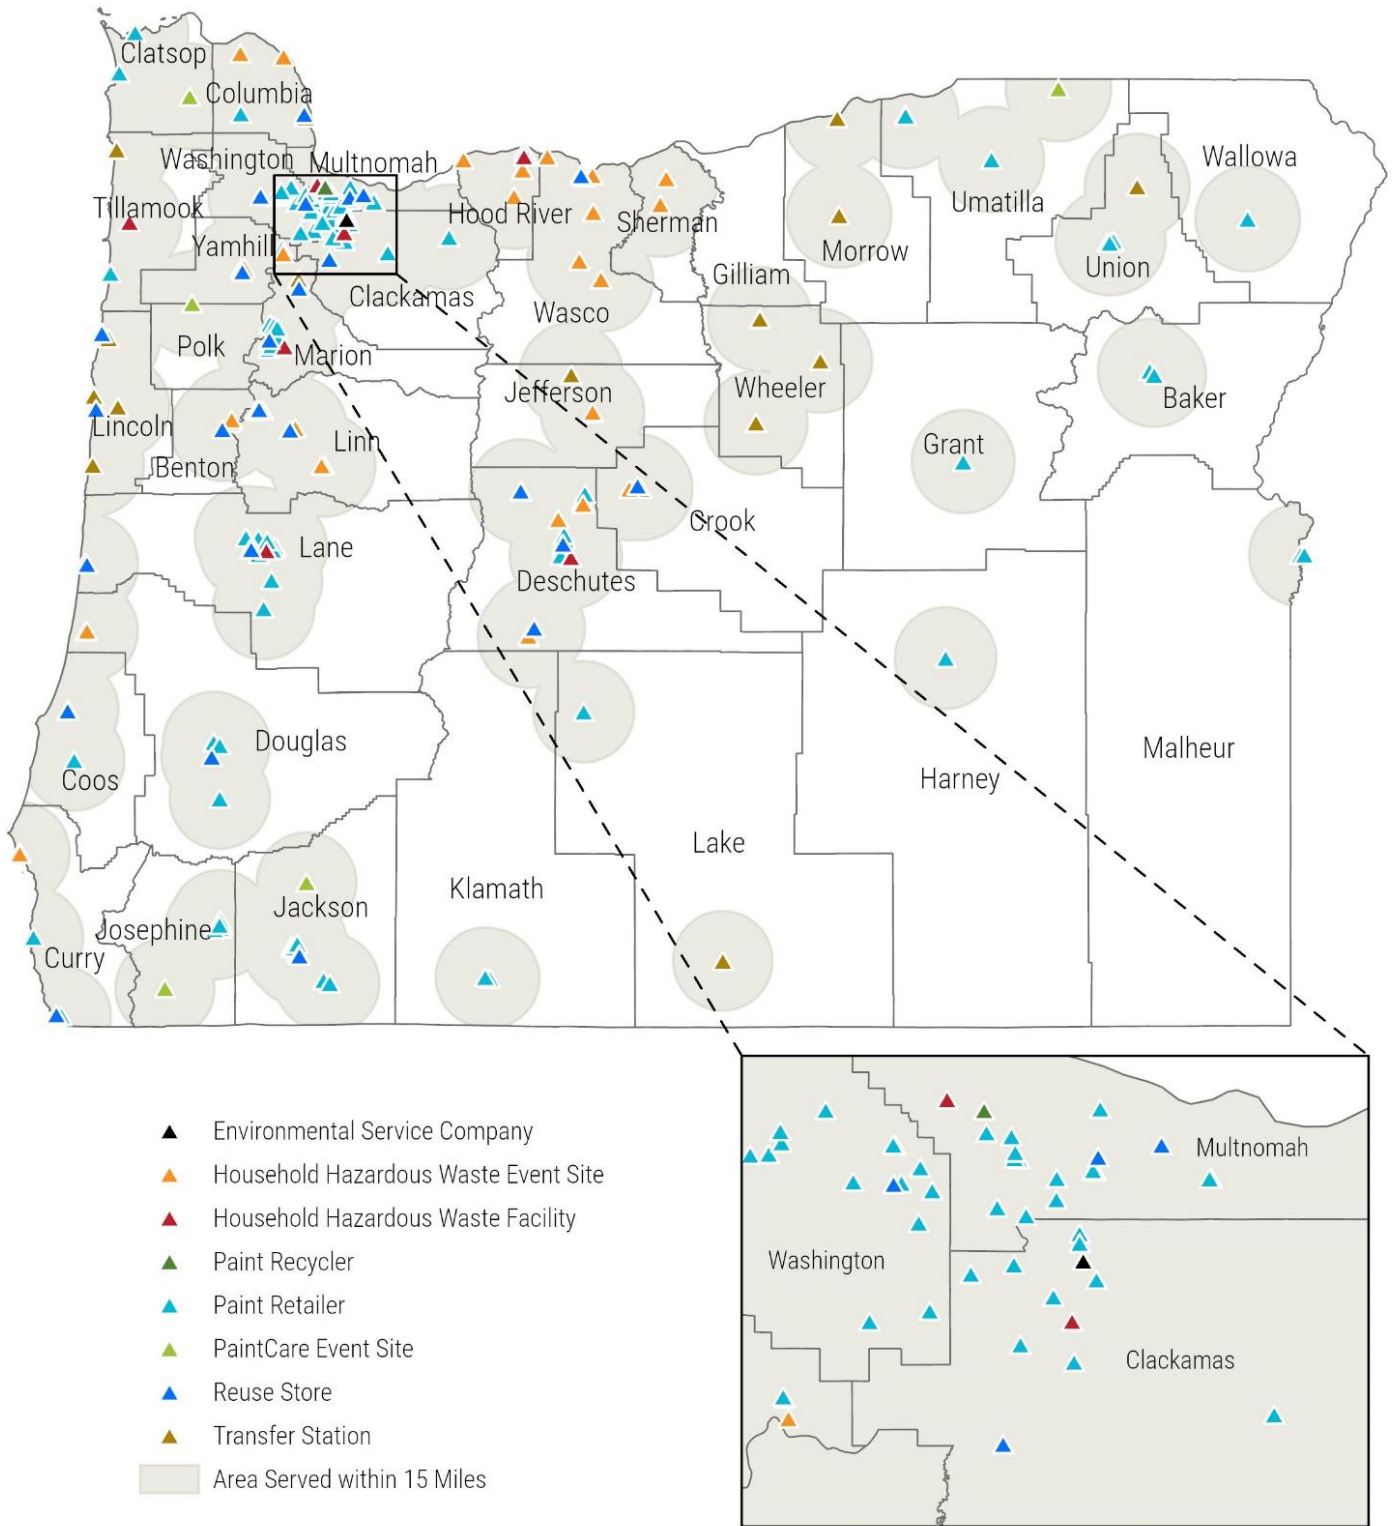 Clatsop
Columbia
Washington
Multnomah
Wallowa
Tillamook
Hood River
Sherman
Umatilla
Yamhill
Morrow
Gilliam
Union
Clackamas
Wasco
Polk
Marion
Jefferson
Wheeler
Baker
Lincoln
Linn
Grant
Benton
Crook
Lane
Deschutes
Douglas
Malheur
Coos
Harney
Lake
Klamath
Jackson
Josephine
Curry
Environmental Service Company
Household Hazardous Waste Event Site
Household Hazardous Waste Facility
Paint Recycler
Paint Retailer
PaintCare Event Site
Reuse Store
Transfer Station
Area Served within 15 Miles
Multnomah
Washington
Clackamas